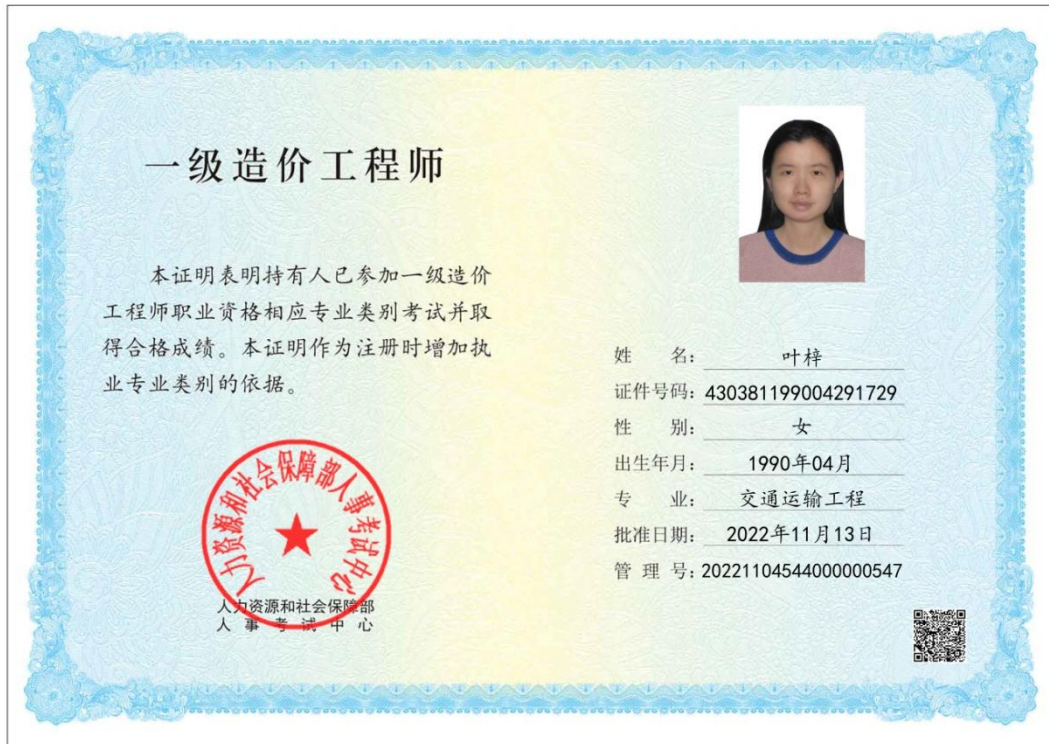 一级造价工程师
本证明表明持有人已参加一级造价
工程师职业资格相应专业类别考试并取
得合格成绩。本证明作为注册时增加执
业专业类别的依据。
人力资源和社会保障部人事考试中心
人力资源和社会保障部
人事考试中心
姓 名: 叶梓
证件号码: 430381199004291729
性 别: 女
出生年月: 1990年04月
专 业: 交通运输工程
批准日期: 2022年11月13日
管 理 号: 20221104544000000547